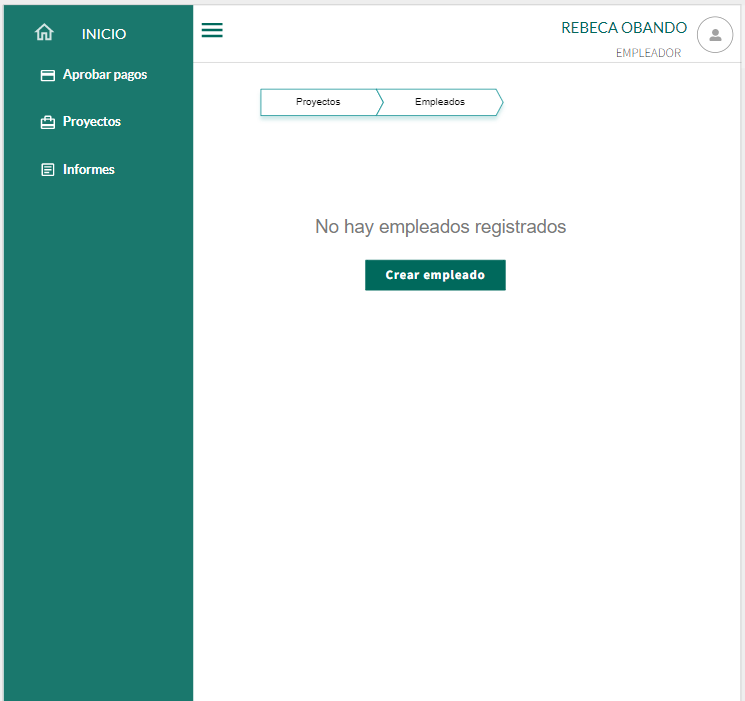 INICIO
Aprobar pagos
Proyectos
Informes
REBECA OBANDO
EMPLEADOR
Proyectos
Empleados
No hay empleados registrados
Crear empleado